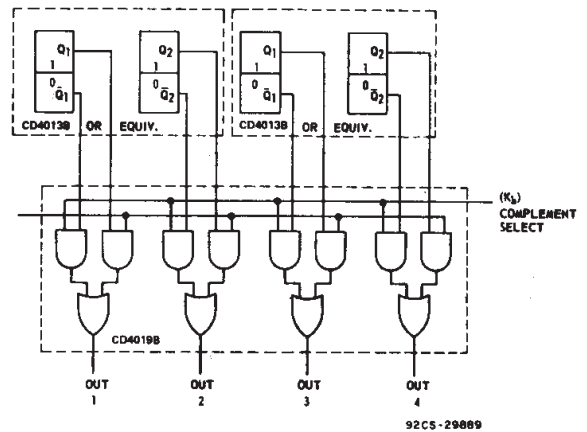 Q1 Q2 Q1 Q2
1 1 1 1
0 0 0 0
Q̅1 Q̅2 Q̅1 Q̅2
CD4013B OR EQUIV. CD4013B OR EQUIV.
(Kb)
COMPLEMENT
SELECT
CD4019B
OUT OUT OUT OUT
1 2 3 4
92CS-29889